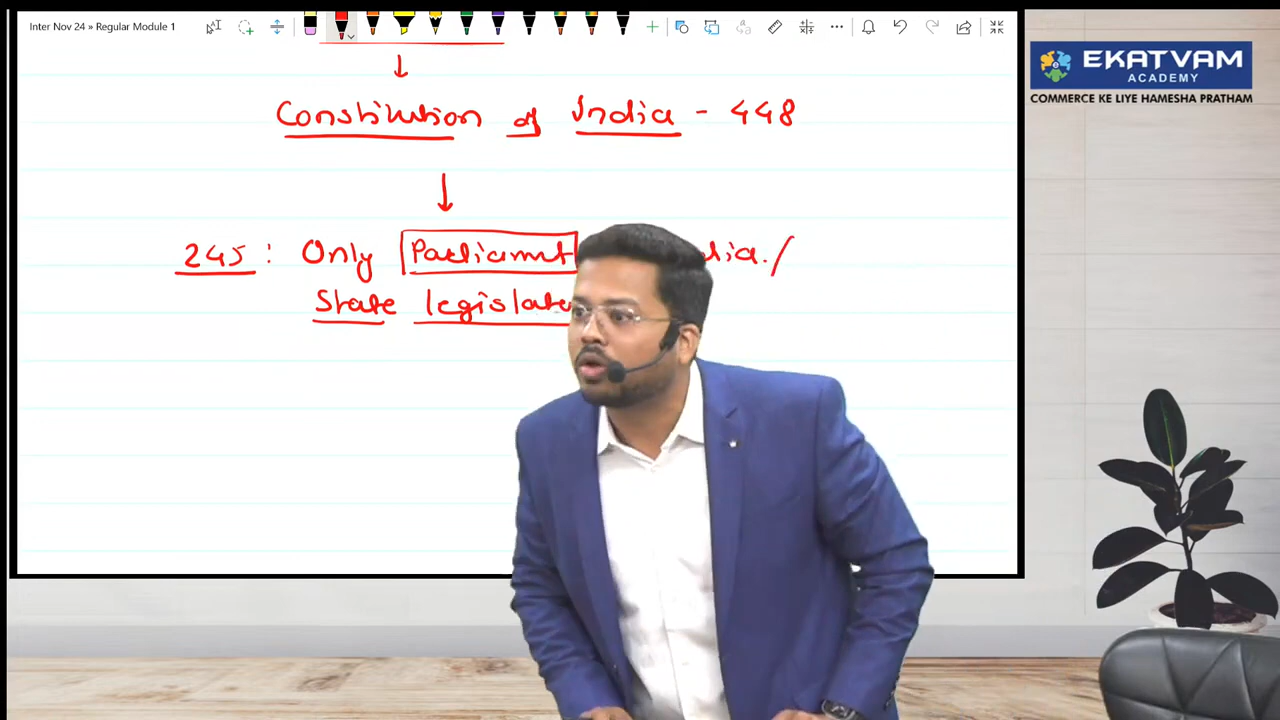 Inter Nov 24 » Regular Module 1
EKATVAM
ACADEMY
COMMERCE KE LIYE HAMESHA PRATHAM
Constitution of India - 448
245 : Only Parliament
State